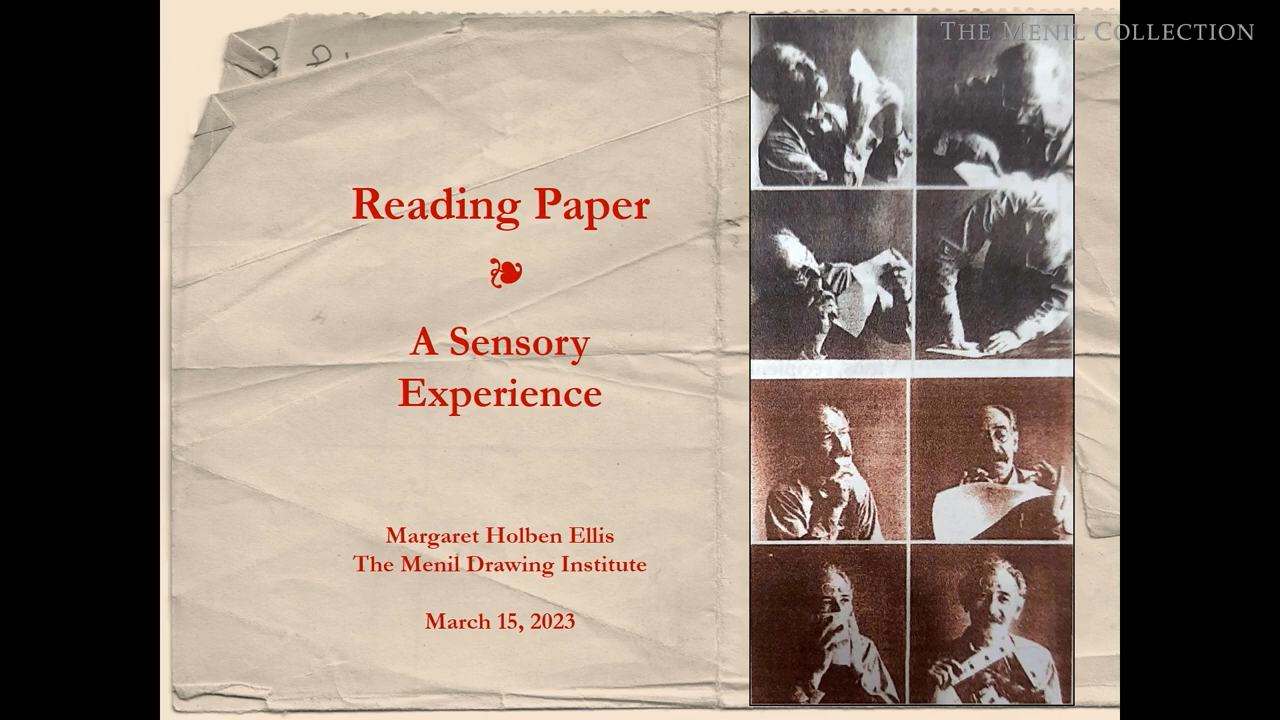 THE MENIL COLLECTION
Reading Paper
❧
A Sensory
Experience
Margaret Holben Ellis
The Menil Drawing Institute
March 15, 2023